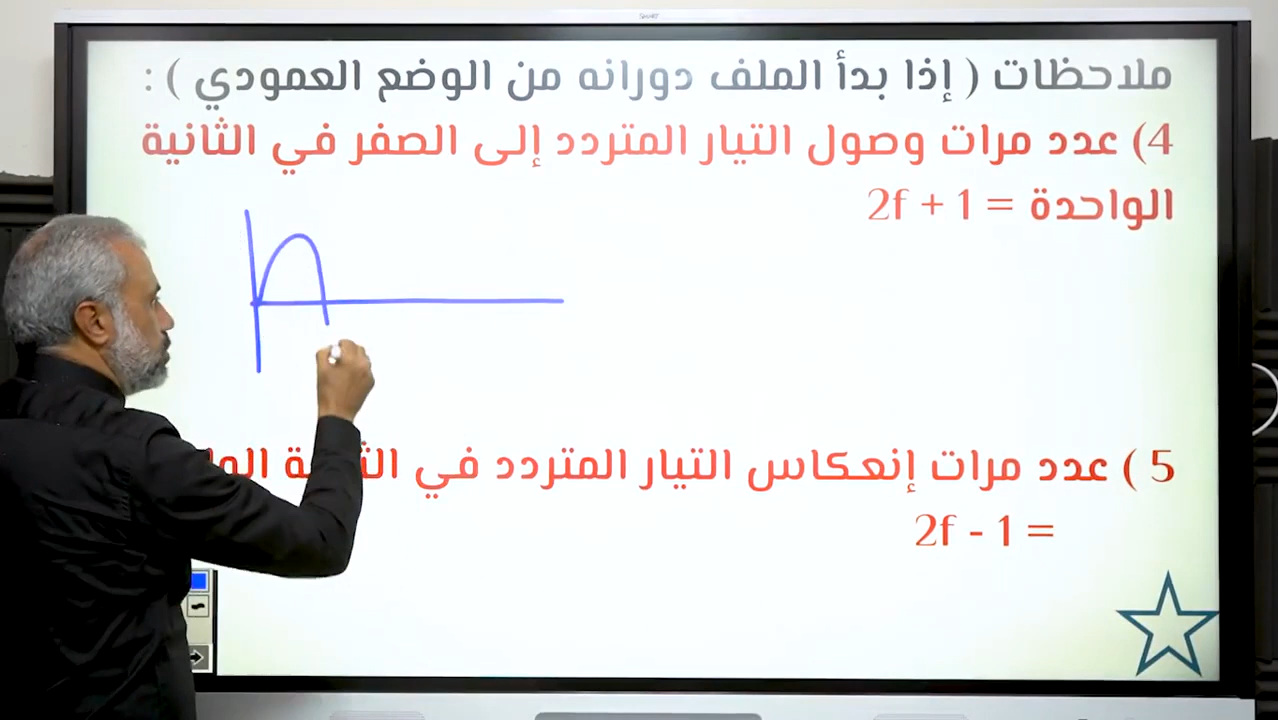 SMART
ملاحظات ( إذا بدأ الملف دورانه من الوضع العمودي ) :
4) عدد مرات وصول التيار المتردد إلى الصفر في الثانية
الواحدة = 2f + 1
5 ) عدد مرات إنعكاس التيار المتردد في
= 2f - 1